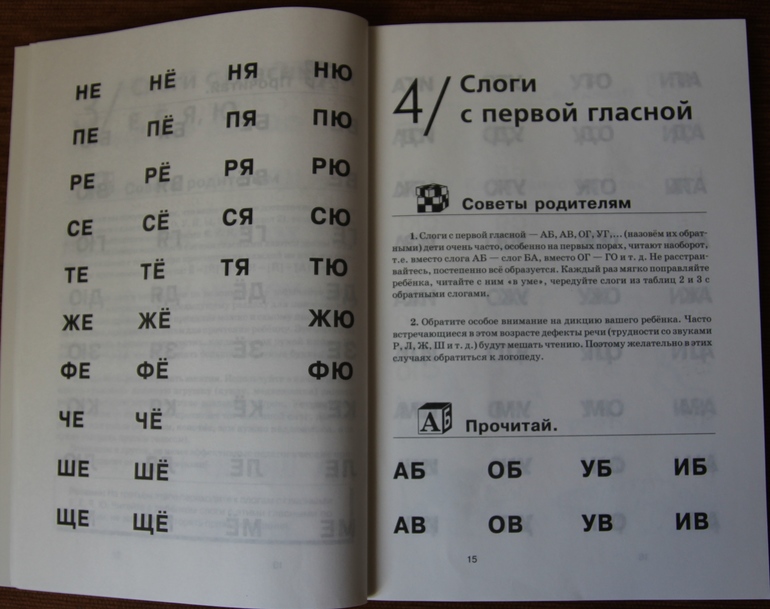 НЕ НЁ НЯ НЮ
ПЕ ПЁ ПЯ ПЮ
РЕ РЁ РЯ РЮ
СЕ СЁ СЯ СЮ
ТЕ ТЁ ТЯ ТЮ
ЖЕ ЖЁ ЖЮ
ФЕ ФЁ ФЮ
ЧЕ ЧЁ
ШЕ ШЁ
ЩЕ ЩЁ
4/ Слоги
с первой гласной
Советы родителям
1. Слоги с первой гласной — АБ, АВ, ОГ, УГ,... (назовём их обрат-
ными) дети очень часто, особенно на первых порах, читают наоборот,
т.е. вместо слога АБ — слог БА, вместо ОГ — ГО и т. д. Не расстраи-
вайтесь, постепенно всё образуется. Каждый раз мягко поправляйте
ребёнка, читайте с ним «в уме», чередуйте слоги из таблиц 2 и 3 с
обратными слогами.
2. Обратите особое внимание на дикцию вашего ребёнка. Часто
встречающиеся в этом возрасте дефекты речи (трудности со звуками
Р, Л, Ж, Ш и т. д.) будут мешать чтению. Поэтому желательно в этих
случаях обратиться к логопеду.
А Б
Прочитай.
АБ ОБ УБ ИБ
АВ ОВ УВ ИВ
15